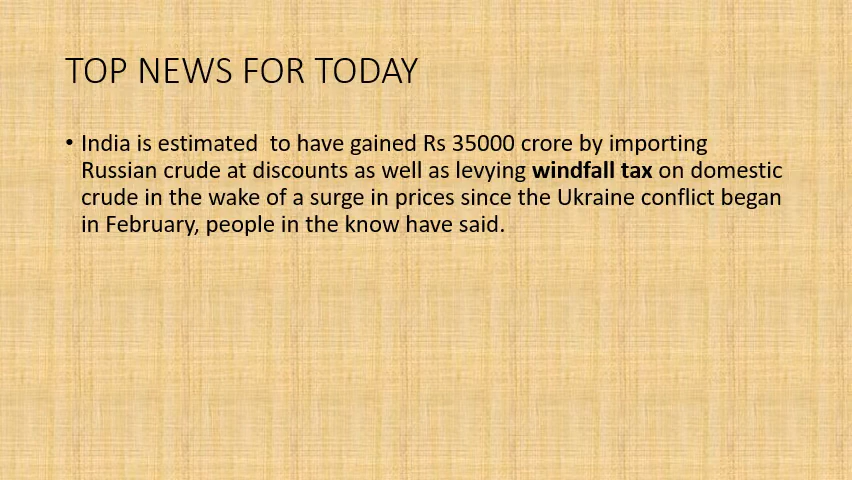 TOP NEWS FOR TODAY
• India is estimated  to have gained Rs 35000 crore by importing
Russian crude at discounts as well as levying windfall tax on domestic
crude in the wake of a surge in prices since the Ukraine conflict began
in February, people in the know have said.